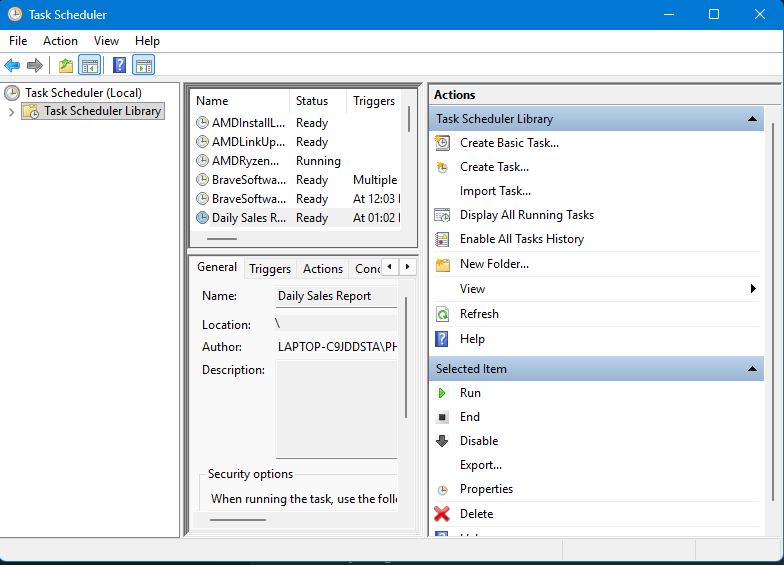 Task Scheduler
File Action View Help
Task Scheduler (Local)
Task Scheduler Library
Name Status Triggers
AMDInstallL... Ready
AMDLinkUp... Ready
AMDRyzen... Running
BraveSoftwa... Ready Multiple
BraveSoftwa... Ready At 12:03
Daily Sales R... Ready At 01:02
General Triggers Actions
Name: Daily Sales Report
Location: \
Author: LAPTOP-C9JDDSTA\PH
Description:
Security options
When running the task, use the
Actions
Task Scheduler Library
Create Basic Task...
Create Task...
Import Task...
Display All Running Tasks
Enable All Tasks History
New Folder...
View
Refresh
Help
Selected Item
Run
End
Disable
Export...
Properties
Delete